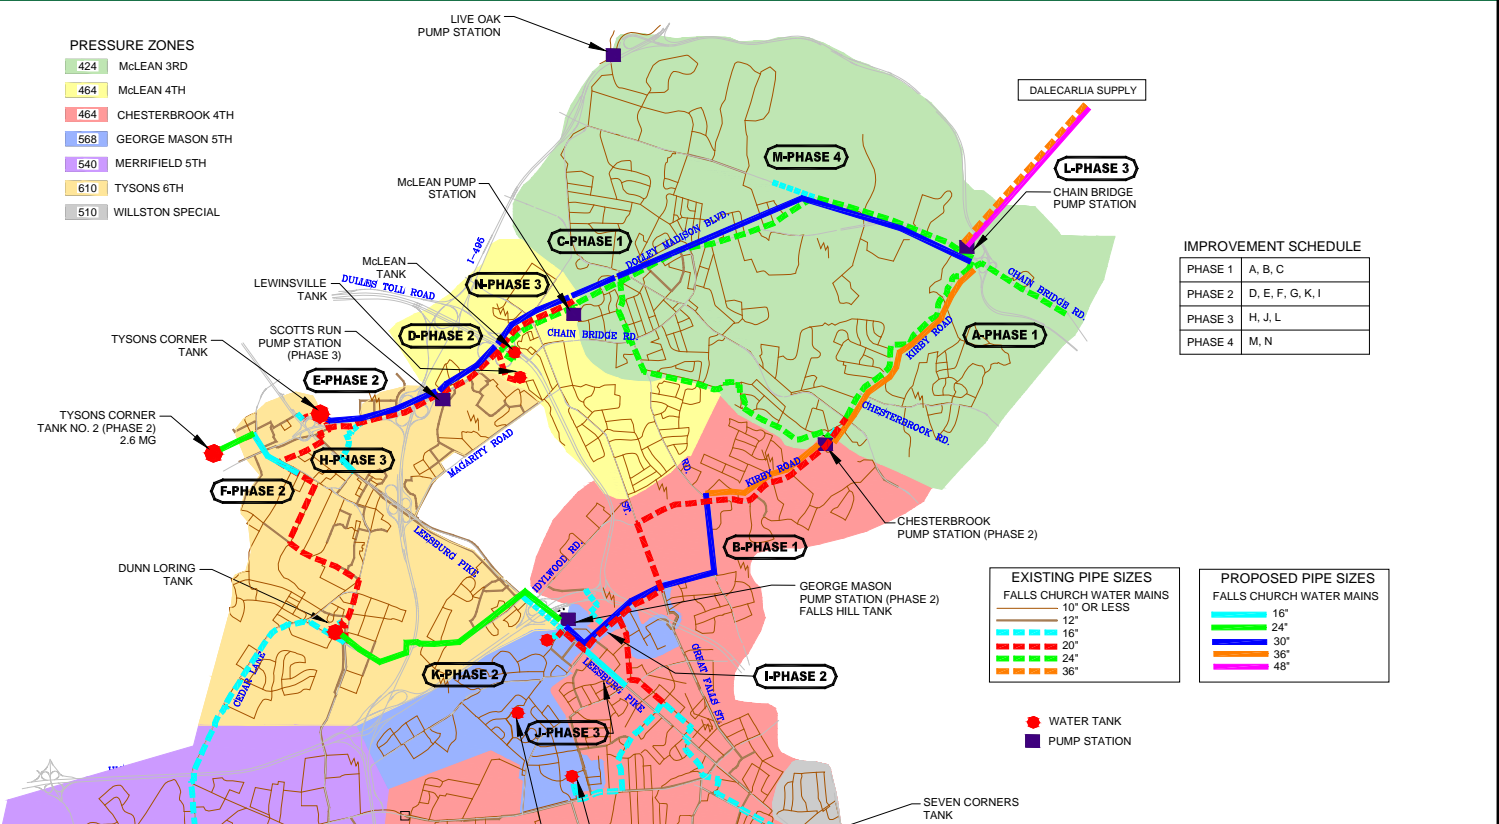 LIVE OAK
PUMP STATION
PRESSURE ZONES
424 McLEAN 3RD
464 McLEAN 4TH
464 CHESTERBROOK 4TH
568 GEORGE MASON 5TH
540 MERRIFIELD 5TH
610 TYSONS 6TH
510 WILLSTON SPECIAL
DALECARLIA SUPPLY
M-PHASE 4
L-PHASE 3
CHAIN BRIDGE
PUMP STATION
McLEAN PUMP
STATION
C-PHASE 1
DOLLEY MADISON BLVD.
I-495
McLEAN
TANK
N-PHASE 3
LEWINSVILLE
TANK
DULLES TOLL ROAD
CHAIN BRIDGE RD.
IMPROVEMENT SCHEDULE
PHASE 1 A, B, C
PHASE 2 D, E, F, G, K, I
PHASE 3 H, J, L
PHASE 4 M, N
SCOTTS RUN
PUMP STATION
(PHASE 3)
D-PHASE 2
CHAIN BRIDGE RD.
KIRBY ROAD
A-PHASE 1
TYSONS CORNER
TANK
E-PHASE 2
TYSONS CORNER
TANK NO. 2 (PHASE 2)
2.6 MG
CHESTERBROOK RD.
MAGARITY ROAD
H-PHASE 3
F-PHASE 2
RD.
KIRBY ROAD
ST.
CHESTERBROOK
PUMP STATION (PHASE 2)
LEESBURG PIKE
IDYLWOOD RD.
B-PHASE 1
DUNN LORING
TANK
GEORGE MASON
PUMP STATION (PHASE 2)
FALLS HILL TANK
EXISTING PIPE SIZES
FALLS CHURCH WATER MAINS
10" OR LESS
12"
16"
20"
24"
36"
PROPOSED PIPE SIZES
FALLS CHURCH WATER MAINS
16"
24"
30"
36"
48"
CEDAR LANE
K-PHASE 2
LEESBURG PIKE
GREAT FALLS ST.
I-PHASE 2
J-PHASE 3
WATER TANK
PUMP STATION
SEVEN CORNERS
TANK